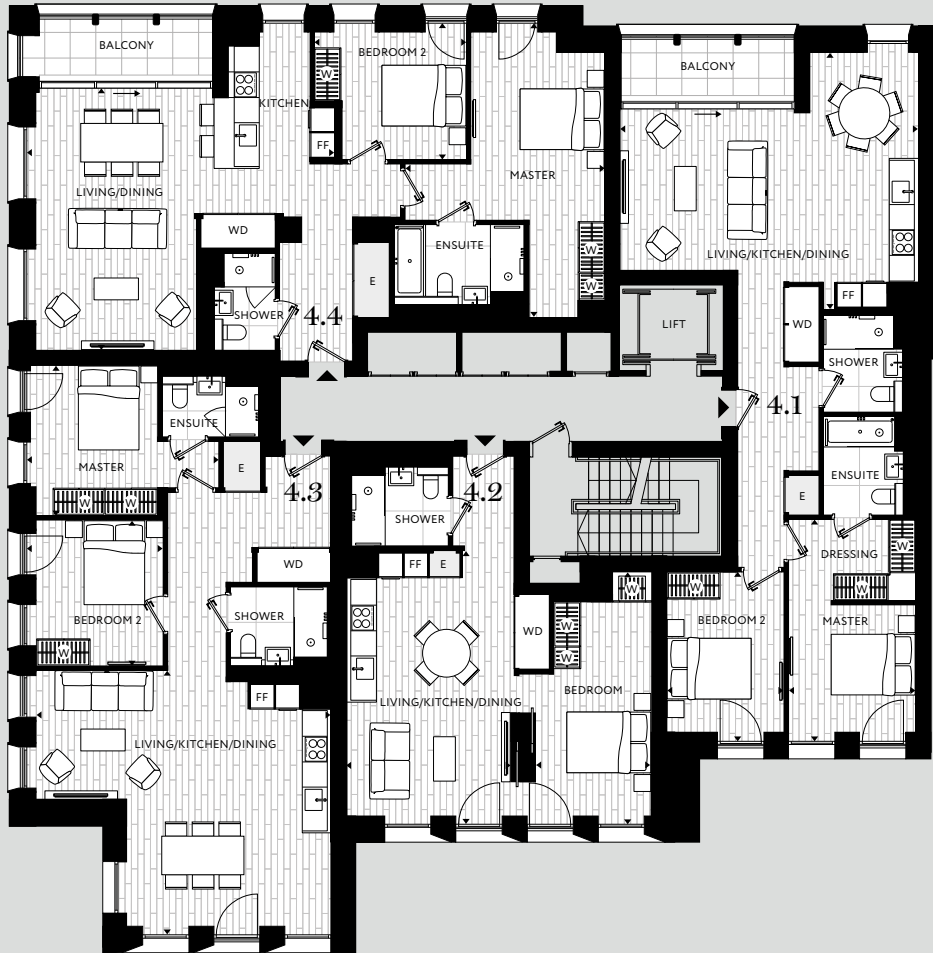 BALCONY
BEDROOM 2
W
KITCHEN
FF
MASTER
LIVING/DINING
WD
ENSUITE
W
W
E
SHOWER
4.4
BALCONY
LIVING/KITCHEN/DINING
FF
LIFT
WD
SHOWER
4.1
ENSUITE
E
DRESSING
W
W
W
BEDROOM 2
MASTER
ENSUITE
MASTER
E
W
W
4.3
WD
BEDROOM 2
W
SHOWER
FF
LIVING/KITCHEN/DINING
4.2
SHOWER
FF
E
WD
W
W
W
BEDROOM
LIVING/KITCHEN/DINING